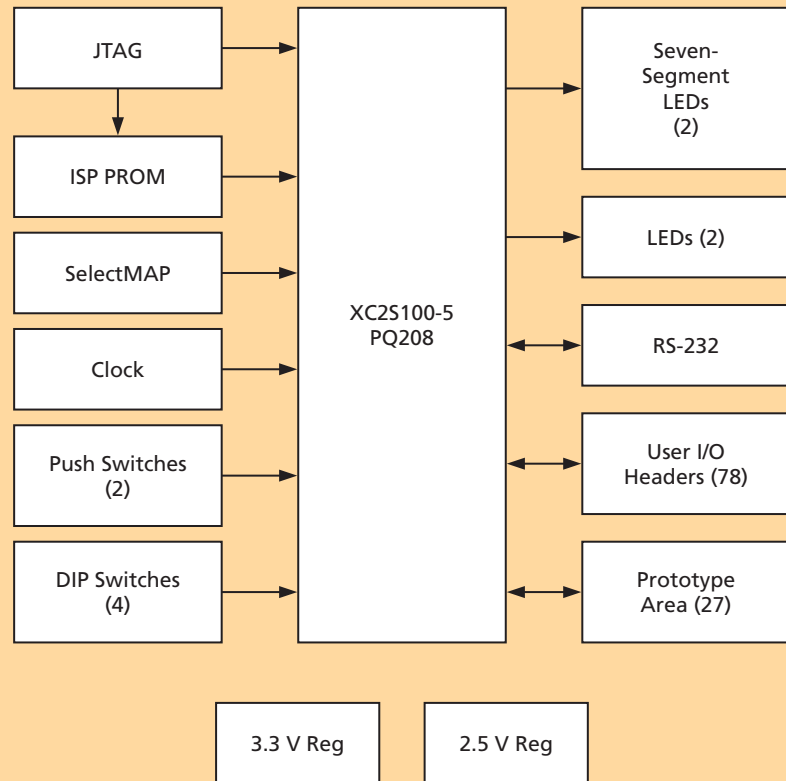 JTAG
ISP PROM
SelectMAP
Clock
Push Switches
(2)
DIP Switches
(4)
XC2S100-5
PQ208
Seven-
Segment
LEDs
(2)
LEDs (2)
RS-232
User I/O
Headers (78)
Prototype
Area (27)
3.3 V Reg
2.5 V Reg